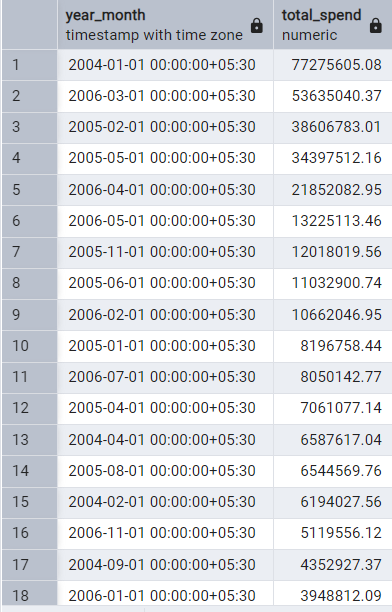 year_month total_spend
timestamp with time zone numeric
1 2004-01-01 00:00:00+05:30 77275605.08
2 2006-03-01 00:00:00+05:30 53635040.37
3 2005-02-01 00:00:00+05:30 38606783.01
4 2005-05-01 00:00:00+05:30 34397512.16
5 2006-04-01 00:00:00+05:30 21852082.95
6 2006-05-01 00:00:00+05:30 13225113.46
7 2005-11-01 00:00:00+05:30 12018019.56
8 2005-06-01 00:00:00+05:30 11032900.74
9 2006-02-01 00:00:00+05:30 10662046.95
10 2005-01-01 00:00:00+05:30 8196758.44
11 2006-07-01 00:00:00+05:30 8050142.77
12 2005-04-01 00:00:00+05:30 7061077.14
13 2004-04-01 00:00:00+05:30 6587617.04
14 2005-08-01 00:00:00+05:30 6544569.76
15 2004-02-01 00:00:00+05:30 6194027.56
16 2006-11-01 00:00:00+05:30 5119556.12
17 2004-09-01 00:00:00+05:30 4352927.37
18 2006-01-01 00:00:00+05:30 3948812.09